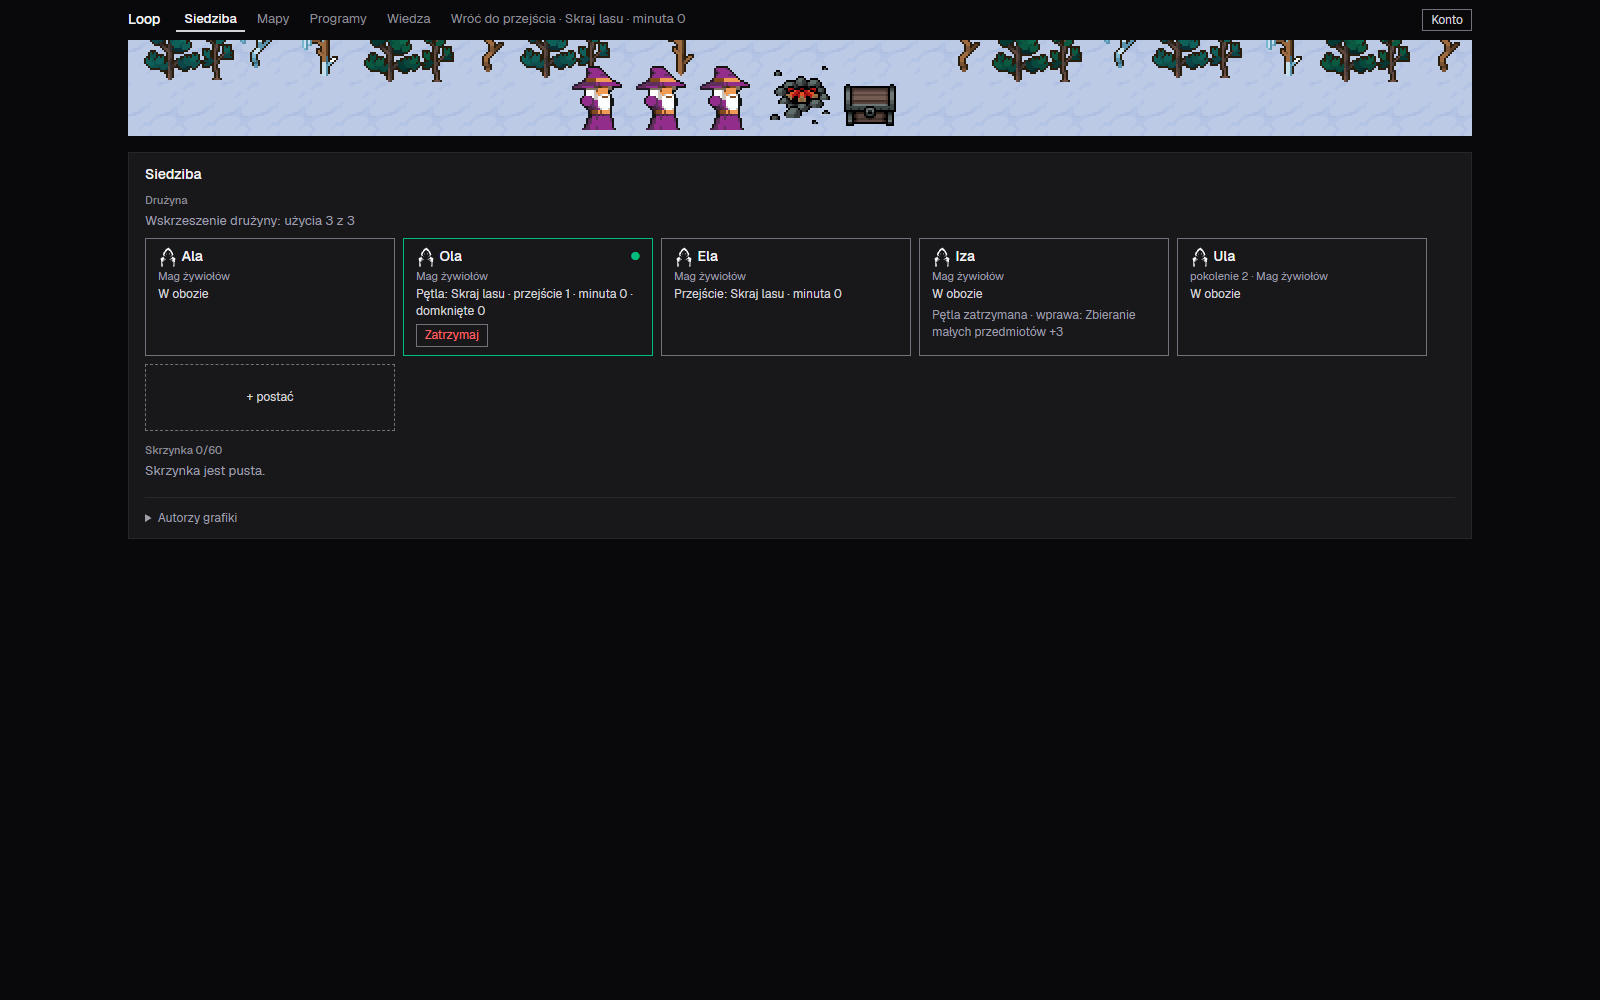 Loop Siedziba Mapy Programy Wiedza Wróć do przejścia · Skraj lasu · minuta 0 Konto
Siedziba
Drużyna
Wskrzeszenie drużyny: użycia 3 z 3
Ala
Mag żywiołów
W obozie
Ola
Mag żywiołów
Pętla: Skraj lasu · przejście 1 · minuta 0 ·
domknięte 0
Zatrzymaj
Ela
Mag żywiołów
Przejście: Skraj lasu · minuta 0
Iza
Mag żywiołów
W obozie
Pętla zatrzymana · wprawa: Zbieranie
małych przedmiotów +3
Ula
pokolenie 2 · Mag żywiołów
W obozie
+ postać
Skrzynka 0/60
Skrzynka jest pusta.
Autorzy grafiki